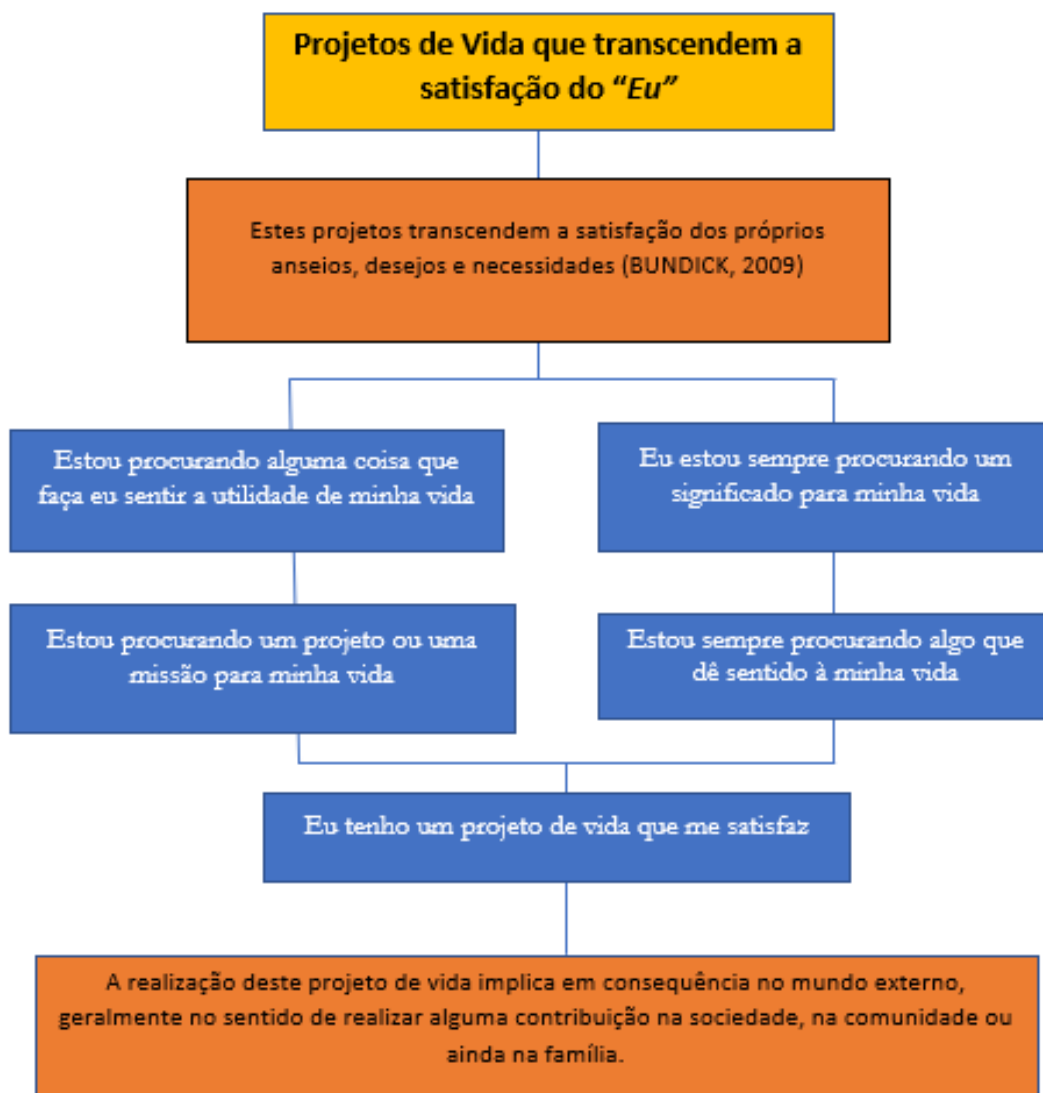 Projetos de Vida que transcendem a
satisfação do “Eu”
Estes projetos transcendem a satisfação dos próprios
anseios, desejos e necessidades (BUNDICK, 2009)
Estou procurando alguma coisa que
faça eu sentir a utilidade de minha vida
Eu estou sempre procurando um
significado para minha vida
Estou procurando um projeto ou uma
missão para minha vida
Estou sempre procurando algo que
dê sentido à minha vida
Eu tenho um projeto de vida que me satisfaz
A realização deste projeto de vida implica em consequência no mundo externo,
geralmente no sentido de realizar alguma contribuição na sociedade, na comunidade ou
ainda na família.